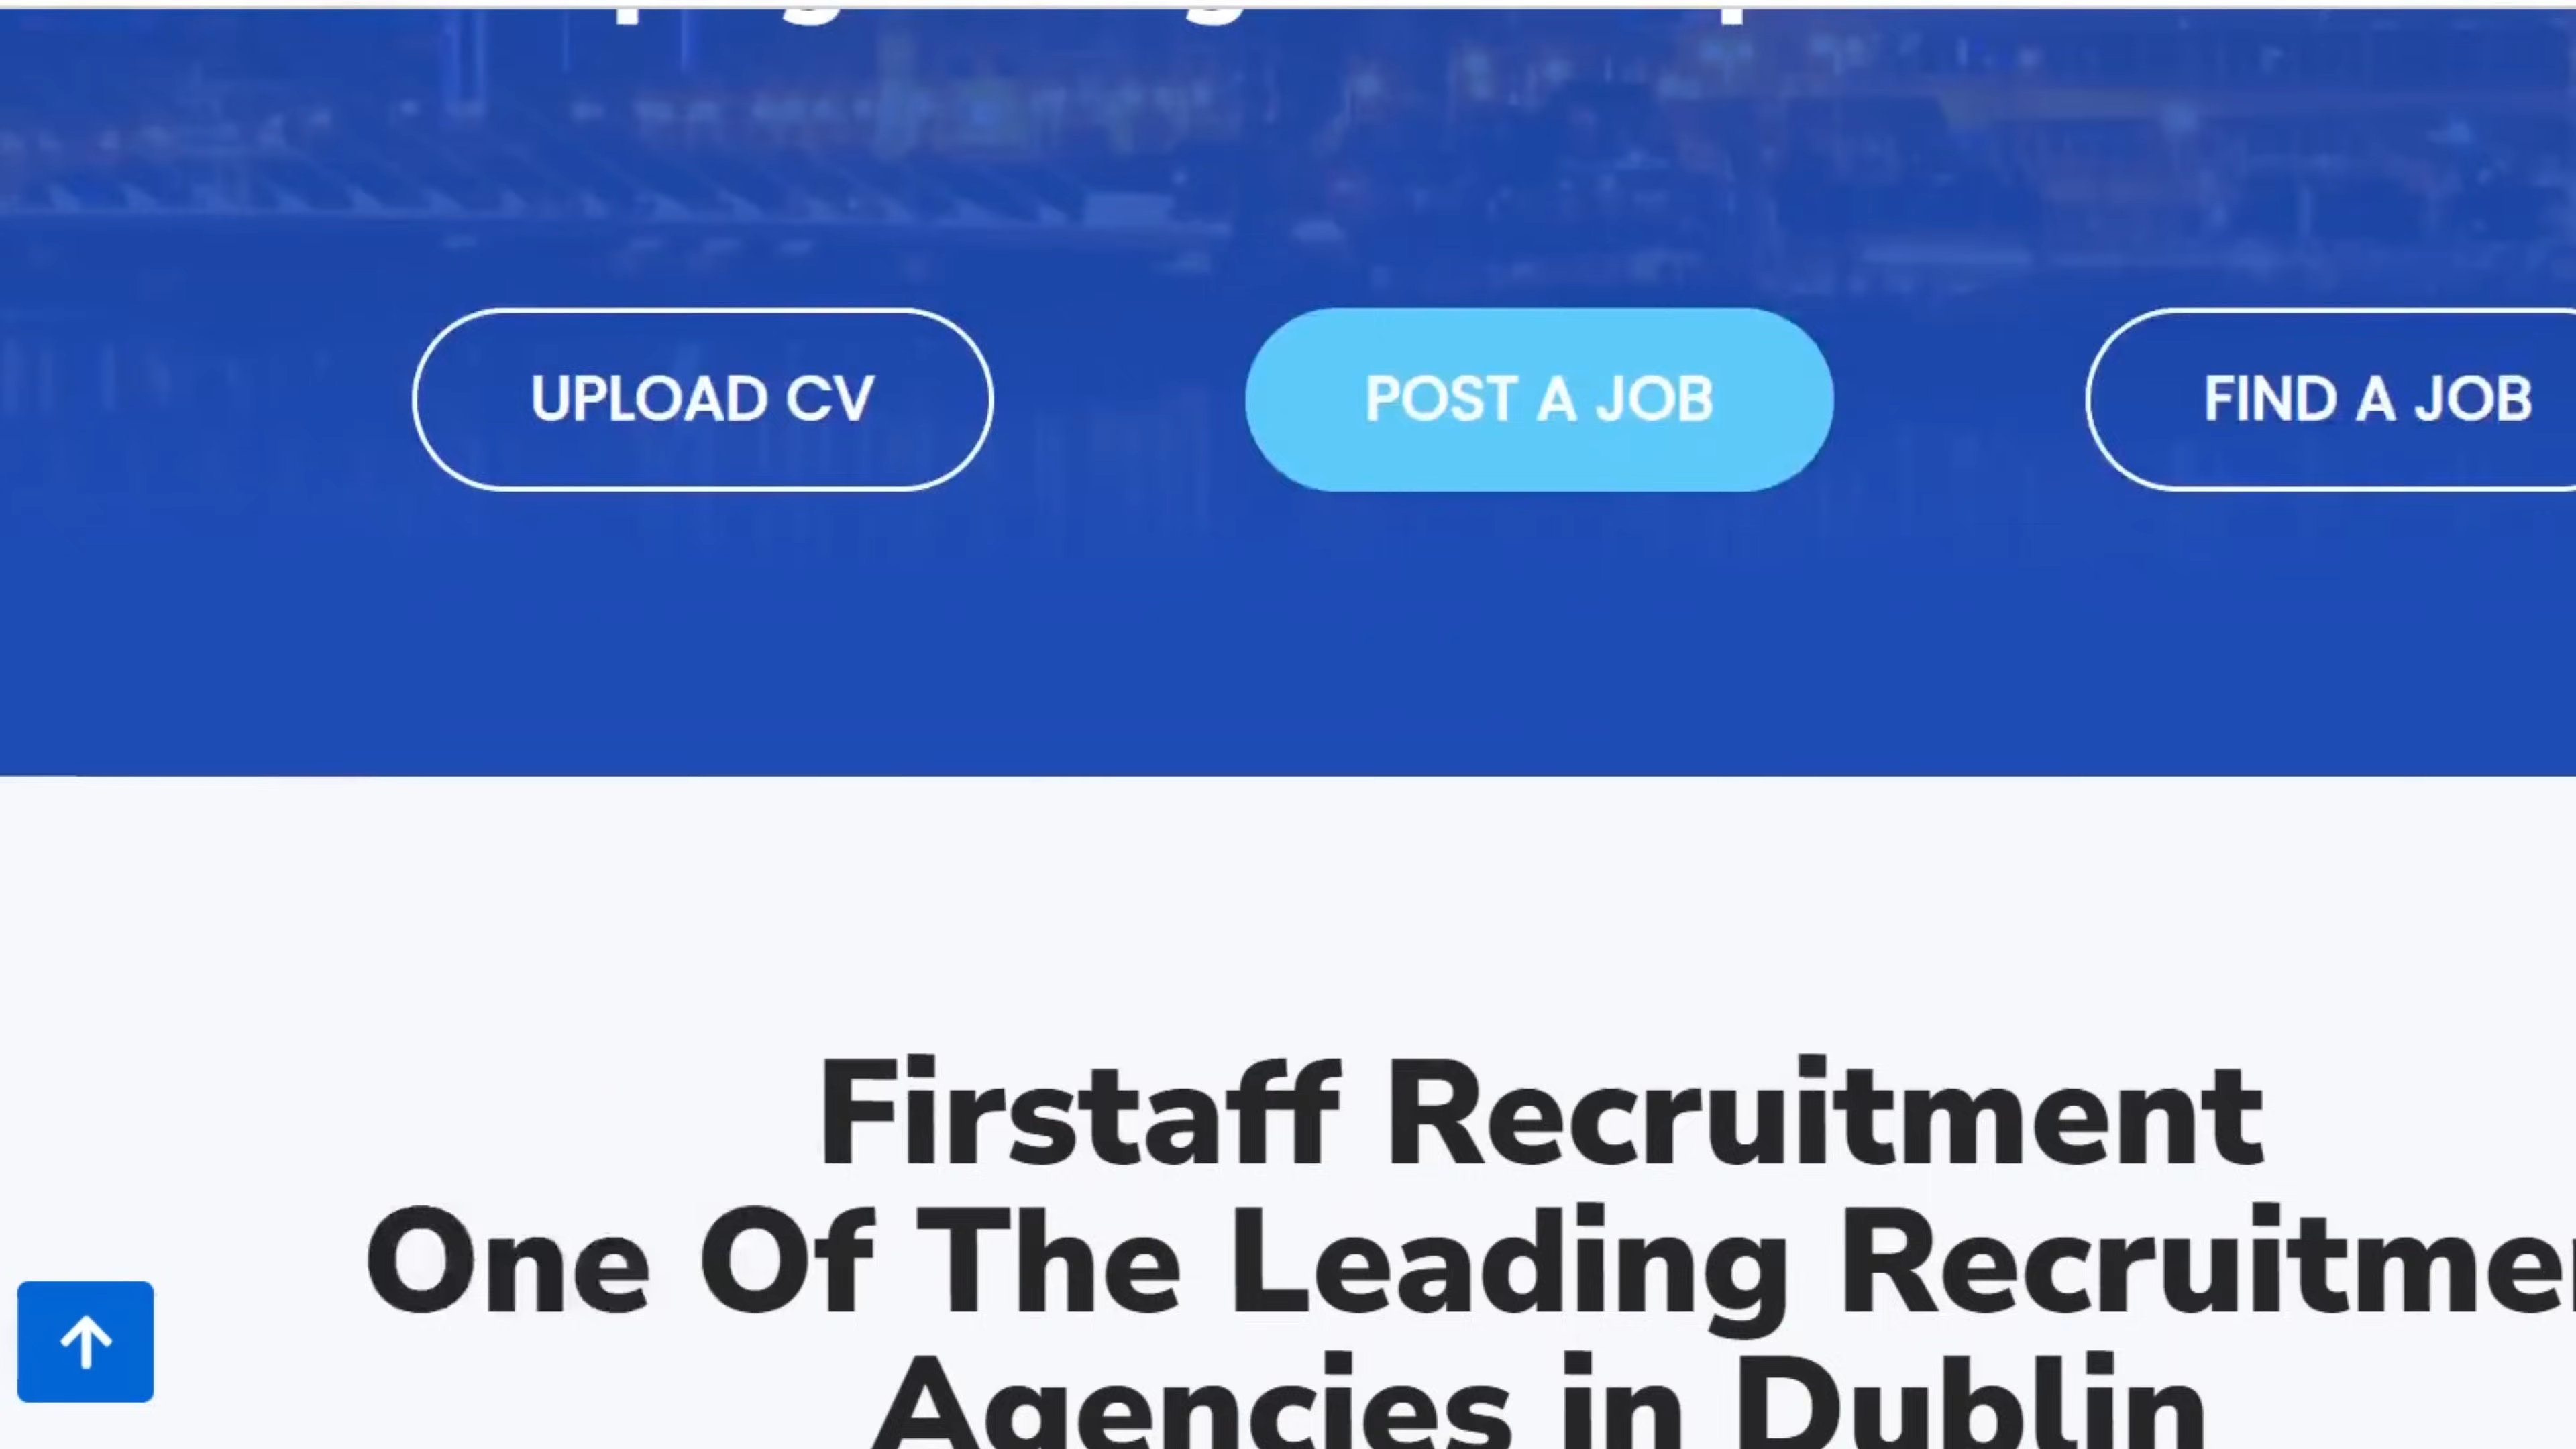 UPLOAD CV
POST A JOB
FIND A JOB
Firstaff Recruitment
One Of The Leading
Agencies in Dublin